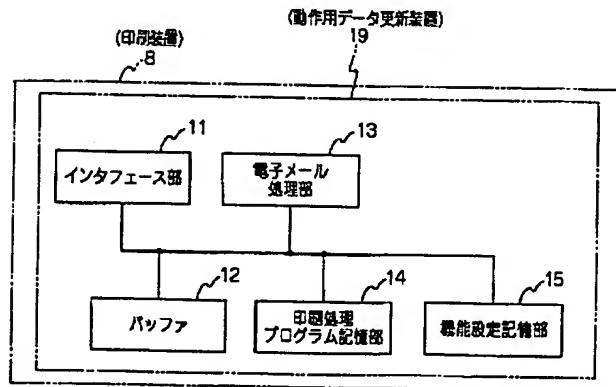 (動作用データ更新装置)
19
(印刷装置)
8
11
インタフェース部
13
電子メール
処理部
12
バッファ
14
印刷処理
プログラム記憶部
15
機能設定記憶部